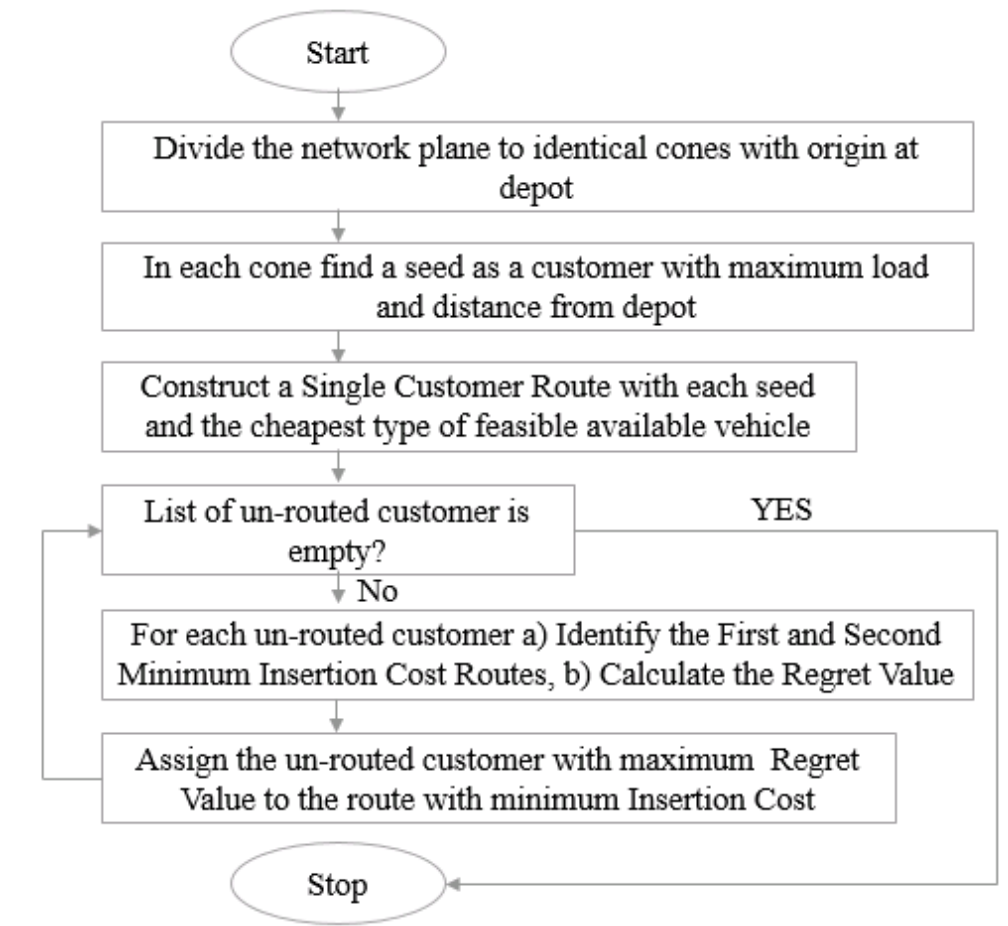 Start
Divide the network plane to identical cones with origin at
depot
In each cone find a seed as a customer with maximum load
and distance from depot
Construct a Single Customer Route with each seed
and the cheapest type of feasible available vehicle
List of un-routed customer is
empty?
YES
No
For each un-routed customer a) Identify the First and Second
Minimum Insertion Cost Routes, b) Calculate the Regret Value
Assign the un-routed customer with maximum  Regret
Value to the route with minimum Insertion Cost
Stop